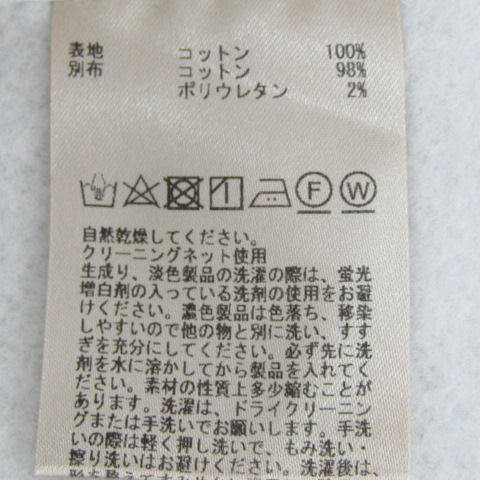 表地 コットン 100%
別布 コットン 98%
ポリウレタン 2%
F W
自然乾燥してください。
クリーニングネット使用
生成り、淡色製品の洗濯の際は、蛍光
増白剤の入っている洗剤の使用をお避
けください。濃色製品は色落ち、移染
しやすいので他の物と別に洗い、すす
ぎを充分にしてください。必ず先に洗
剤を水に溶かしてから製品を入れてく
ださい。素材の性質上多少縮むことが
あります。洗濯は、ドライクリーニン
グまたは手洗いでお願いします。手洗
いの際は軽く押し洗いで、もみ洗い・
擦り洗いはお避けください。洗濯後は、